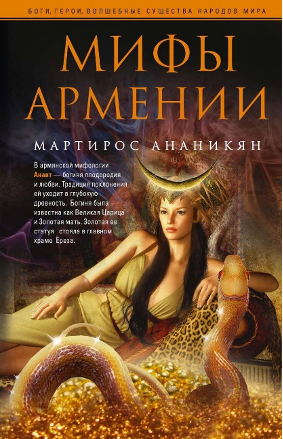 БОГИ, ГЕРОИ, ВОЛШЕБНЫЕ СУЩЕСТВА НАРОДОВ МИРА
МИФЫ
АРМЕНИИ
МАРТИРОС АНАНИКЯН
В армянской мифологии
Анаит — богиня плодородия
и любви. Традиция поклонения
ей уходит в глубокую
древность. Богиня была
известна как Великая Царица
и Золотая мать. Золотая ее
статуя стояла в главном
храме Ереза.